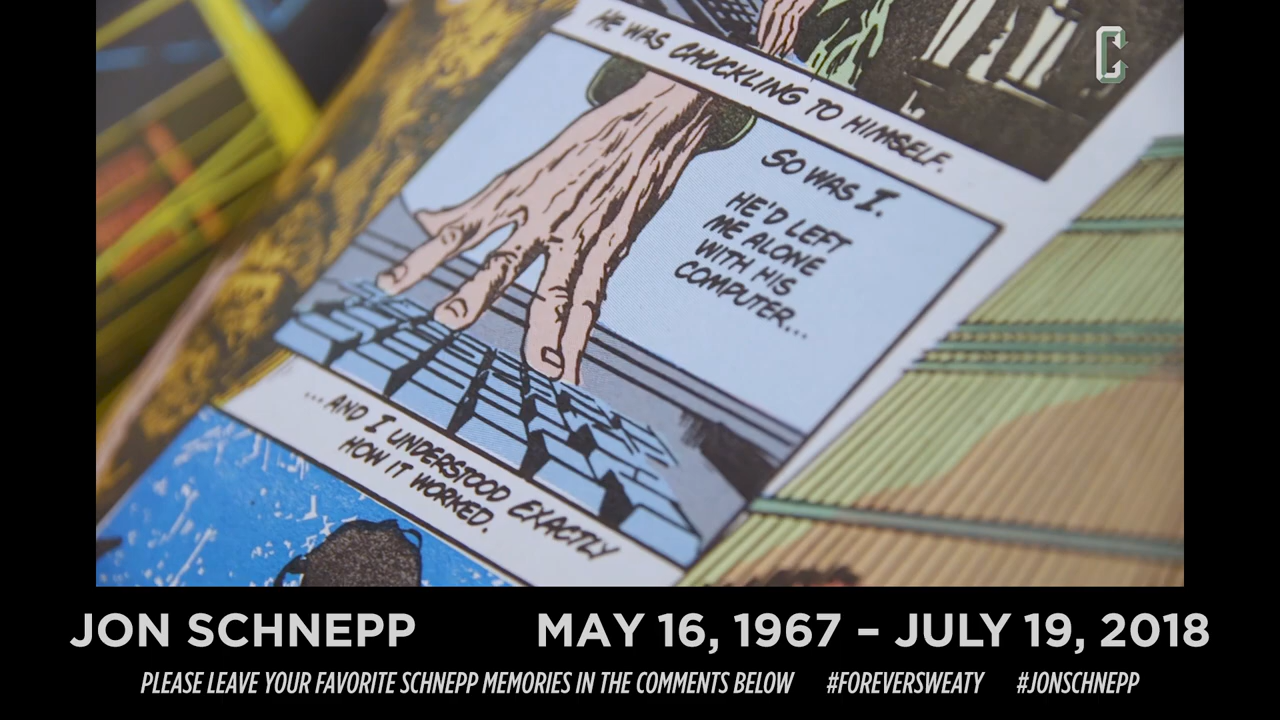 HE WAS CHUCKLING TO HIMSELF.
SO WAS I.
HE'D LEFT
ME ALONE
WITH HIS
COMPUTER...
...AND I UNDERSTOOD EXACTLY
HOW IT WORKED.
JON SCHNEPP MAY 16, 1967 – JULY 19, 2018
PLEASE LEAVE YOUR FAVORITE SCHNEPP MEMORIES IN THE COMMENTS BELOW #FOREVERSWEATY #JONSCHNEPP